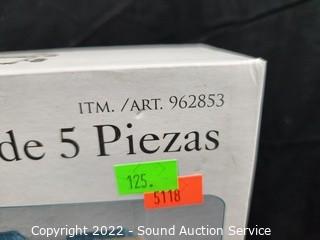 ITM. /ART. 962853
de 5 Piezas
125.
5118
Copyright 2022 - Sound Auction Service